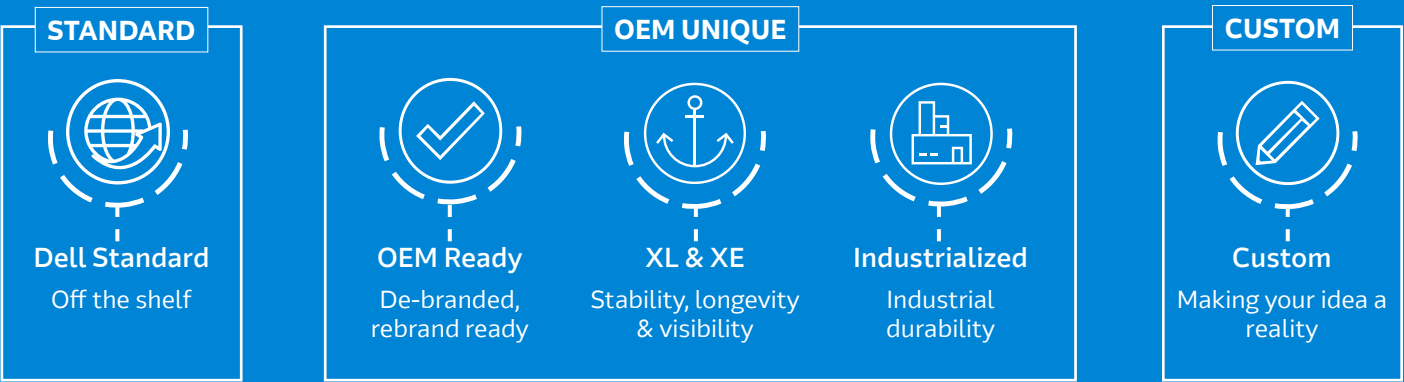 STANDARD
Dell Standard
Off the shelf
OEM UNIQUE
OEM Ready
De-branded,
rebrand ready
XL & XE
Stability, longevity
& visibility
Industrialized
Industrial
durability
CUSTOM
Custom
Making your idea a
reality